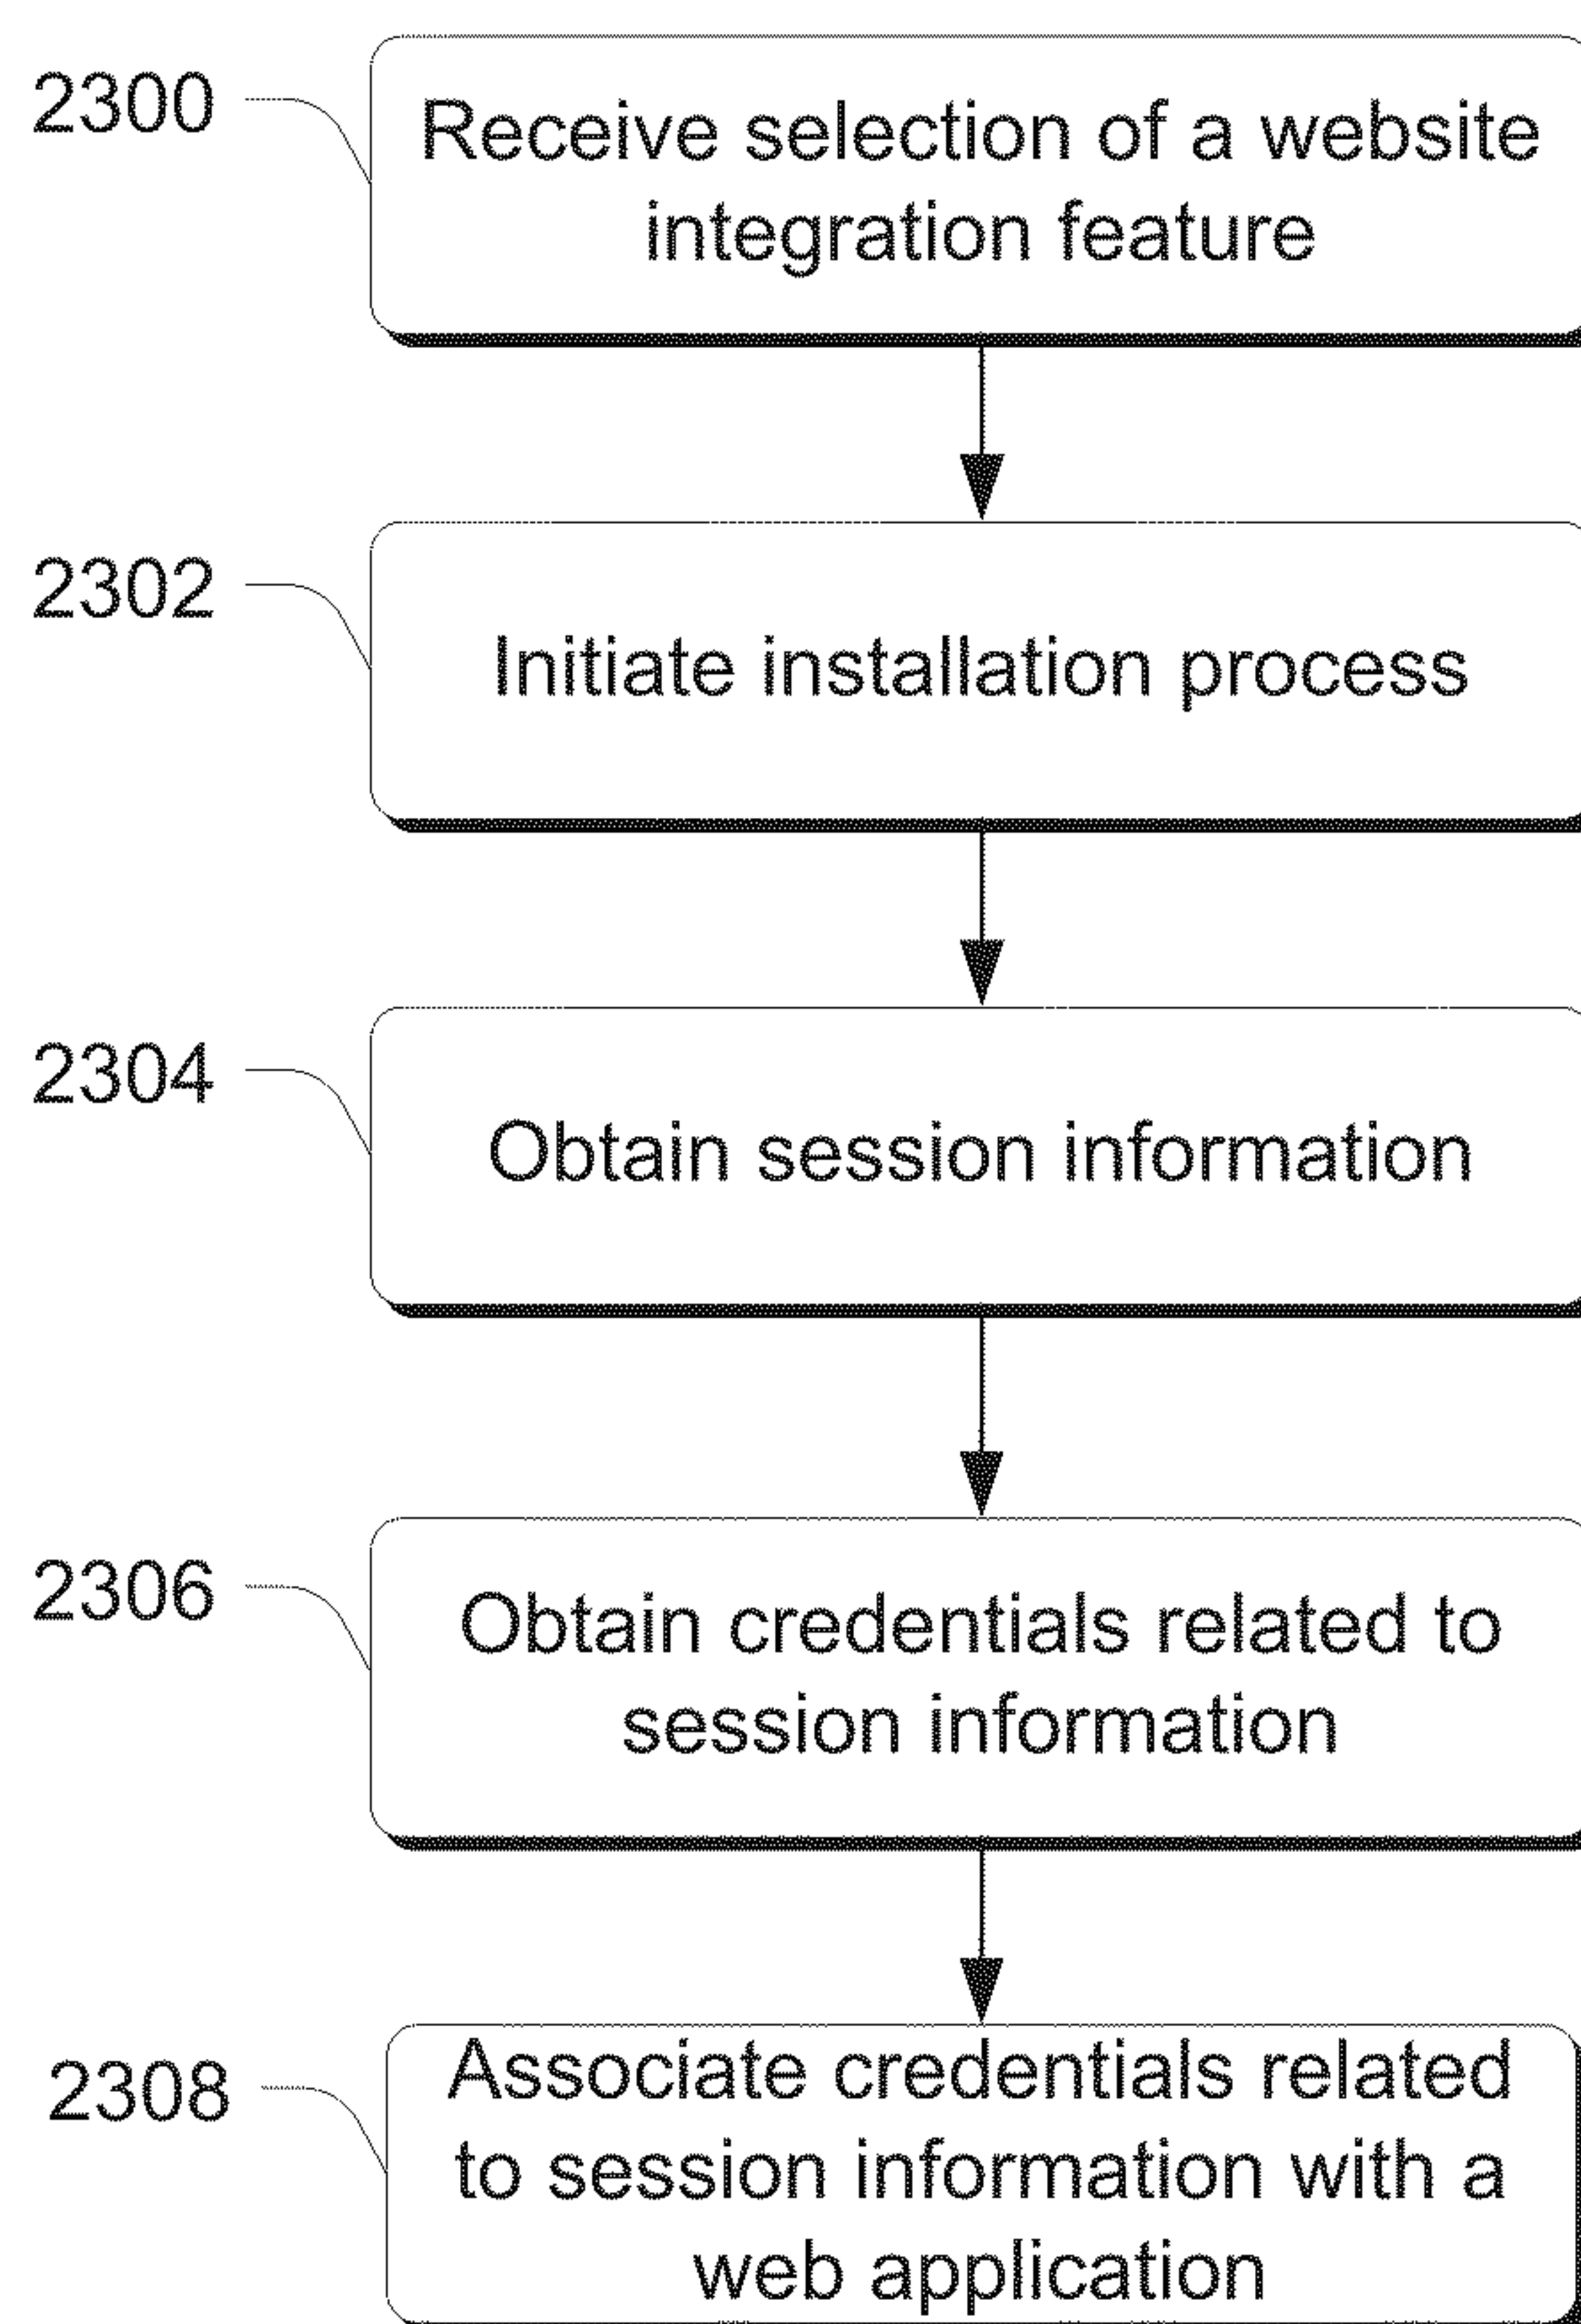 2300
Receive selection of a website
integration feature
2302
Initiate installation process
2304
Obtain session information
2306
Obtain credentials related to
session information
2308
Associate credentials related
to session information with a
web application